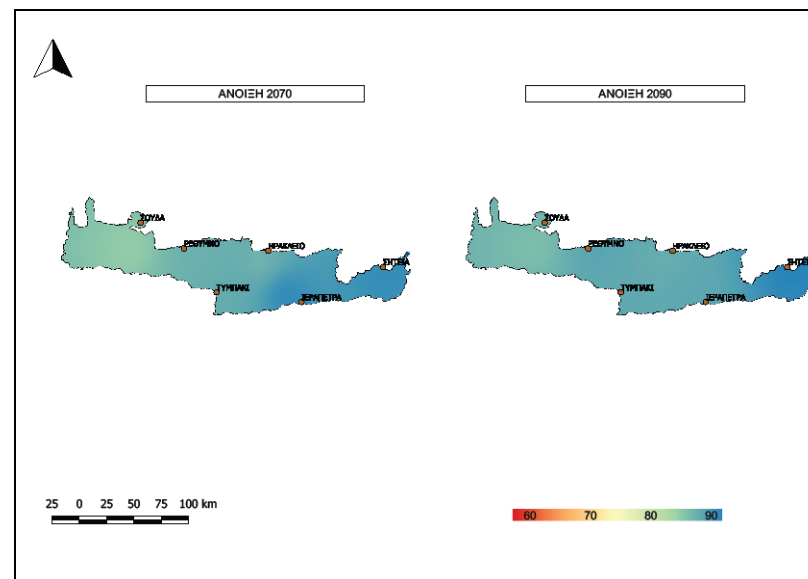 ΑΝΟΙΞΗ 2070
ΑΝΟΙΞΗ 2090
ΣΟΥΔΑ
ΡΕΘΥΜΝΟ
ΗΡΑΚΛΕΙΟ
ΣΗΤΕΙΑ
ΤΥΜΠΑΚΙ
ΙΕΡΑΠΕΤΡΑ
ΣΟΥΔΑ
ΡΕΘΥΜΝΟ
ΗΡΑΚΛΕΙΟ
ΤΥΜΠΑΚΙ
ΙΕΡΑΠΕΤΡΑ
25 0 25 50 75 100 km
60 70 80 90